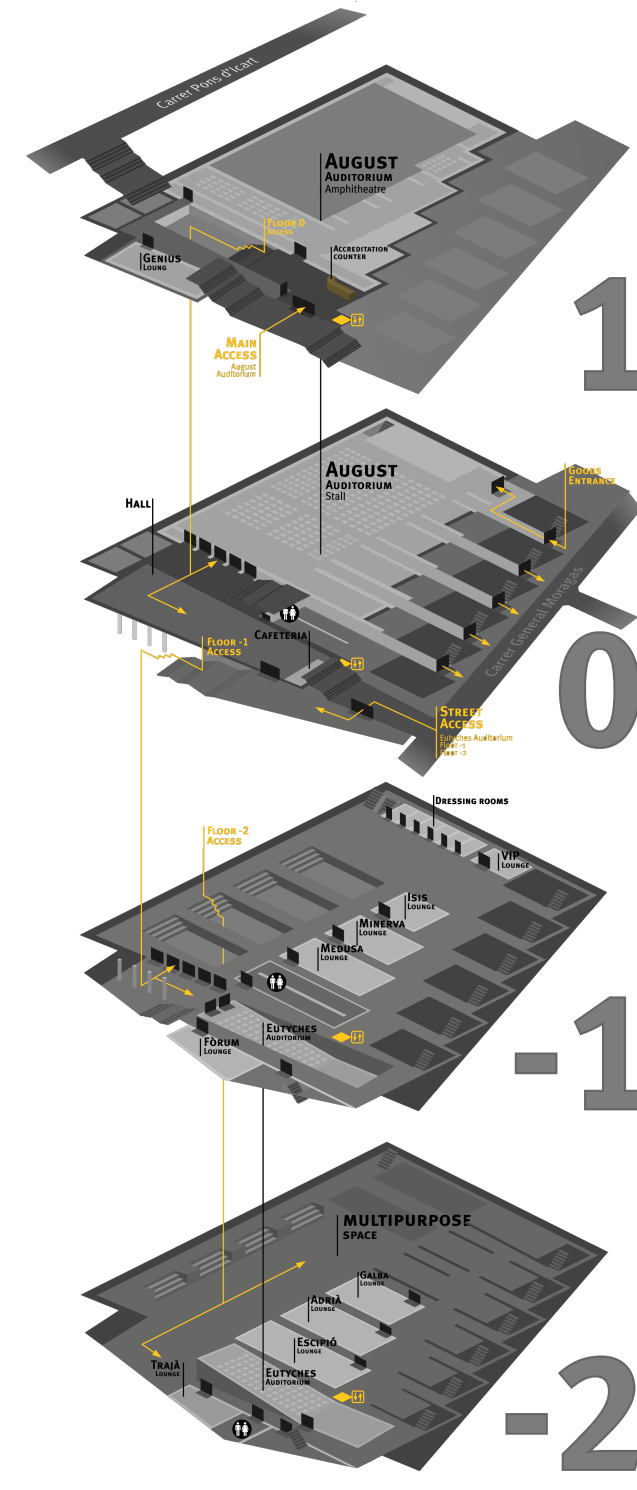 Carrer Pons d'Icart
AUGUST
AUDITORIUM
Amphitheatre
FLOOR 0
ACCESS
ACCREDITATION
COUNTER
GENIUS
LOUNG
MAIN
ACCESS
August
Auditorium
1
AUGUST
AUDITORIUM
Stall
GOODS
ENTRANCE
HALL
Carrer General Moragas
CAFETERIA
FLOOR -1
ACCESS
0
STREET
ACCESS
Eutyches Auditorium
Floor -1
Floor -2
DRESSING ROOMS
FLOOR -2
ACCESS
VIP
LOUNGE
ISIS
LOUNGE
MINERVA
LOUNGE
MEDUSA
LOUNGE
EUTYCHES
AUDITORIUM
FÒRUM
LOUNGE
-1
MULTIPURPOSE
SPACE
GALBA
LOUNGE
ADRIÀ
LOUNGE
ESCIPIÓ
LOUNGE
TRAJÀ
LOUNGE
EUTYCHES
AUDITORIUM
-2